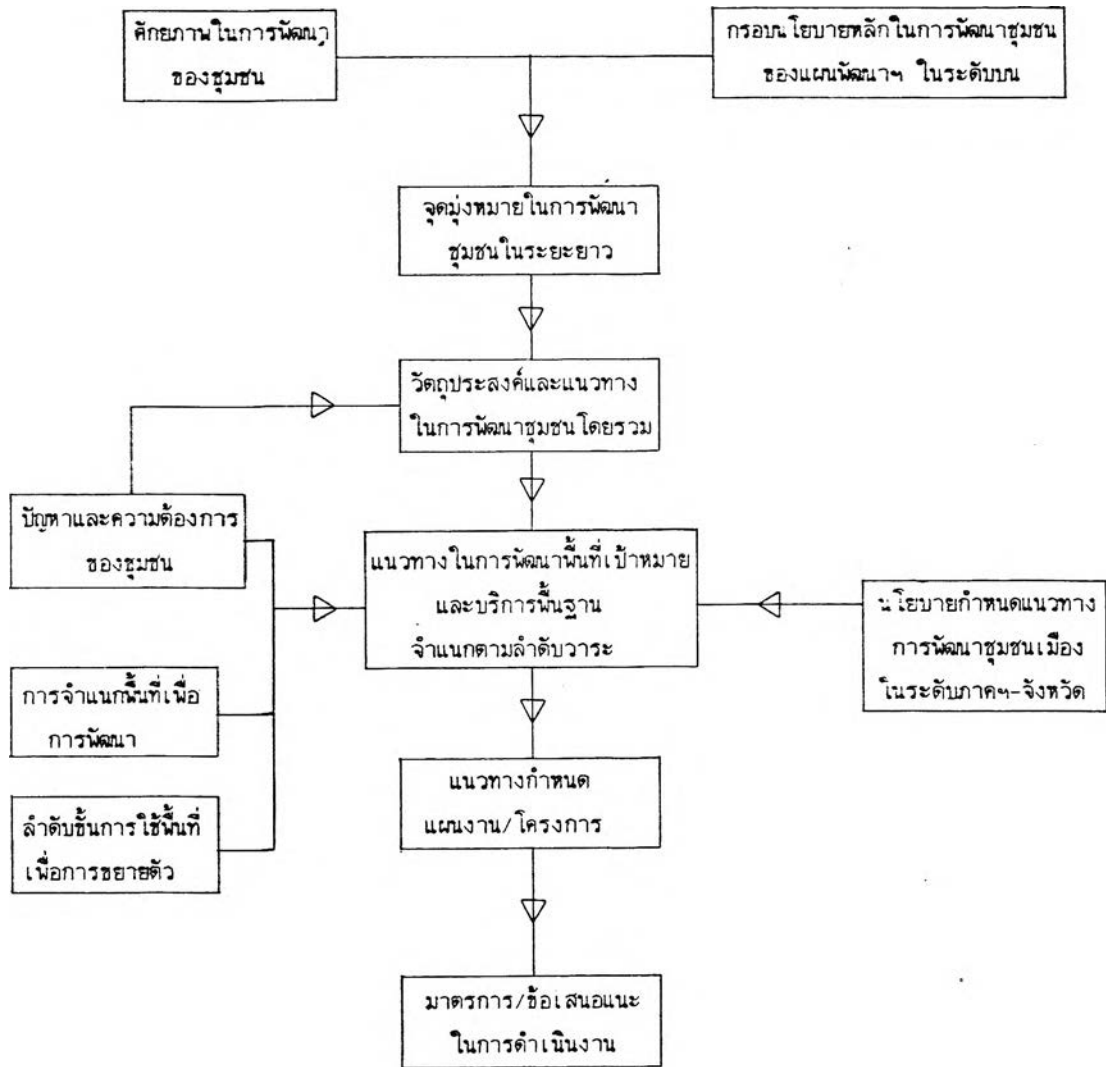 ศักยภาพในการพัฒนา
ของชุมชน
กรอบนโยบายหลักในการพัฒนาชุมชน
ของแผนพัฒนาฯ ในระดับบน
จุดมุ่งหมายในการพัฒนา
ชุมชนในระยะยาว
วัตถุประสงค์และแนวทาง
ในการพัฒนาชุมชนโดยรวม
ปัญหาและความต้องการ
ของชุมชน
แนวทางในการพัฒนาพื้นที่เป้าหมาย
และบริการพื้นฐาน
จำแนกตามลำดับวาระ
นโยบายกำหนดแนวทาง
การพัฒนาชุมชนเมือง
ในระดับภาคฯ-จังหวัด
การจำแนกพื้นที่เพื่อ
การพัฒนา
แนวทางกำหนด
แผนงาน/โครงการ
ลำดับขั้นการใช้พื้นที่
เพื่อการขยายตัว
มาตรการ/ข้อเสนอแนะ
ในการดำเนินงาน